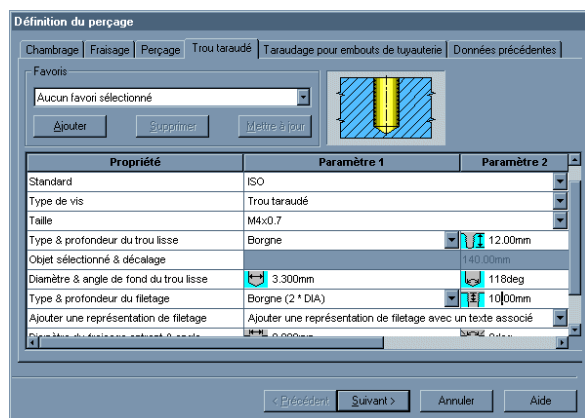 Définition du perçage
Chambrage Fraisage Perçage Trou taraudé Taraudage pour embouts de tuyauterie Données précédentes
Favoris
Aucun favori sélectionné
Ajouter Supprimer Mettre à jour
Propriété Paramètre 1 Paramètre 2
Standard ISO
Type de vis Trou taraudé
Taille M4x0.7
Type & profondeur du trou lisse Borgne 12.00mm
Objet sélectionné & décalage 140.00mm
Diamètre & angle de fond du trou lisse 3.300mm 118deg
Type & profondeur du filetage Borgne (2 * DIA) 10.00mm
Ajouter une représentation de filetage Ajouter une représentation de filetage avec un texte associé
< Précédent Suivant > Annuler Aide